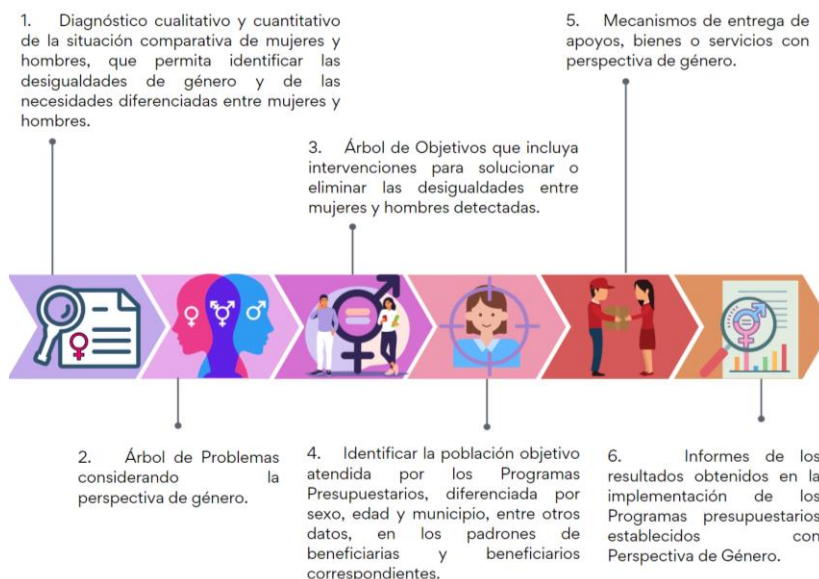 1. Diagnóstico cualitativo y cuantitativo
de la situación comparativa de mujeres y
hombres, que permita identificar las
desigualdades de género y de las
necesidades diferenciadas entre mujeres y
hombres.
2. Árbol de Problemas
considerando la
perspectiva de género.
3. Árbol de Objetivos que incluya
intervenciones para solucionar o
eliminar las desigualdades entre
mujeres y hombres detectadas.
4. Identificar la población objetivo
atendida por los Programas
Presupuestarios, diferenciada por
sexo, edad y municipio, entre otros
datos, en los padrones de
beneficiarias y beneficiarios
correspondientes.
5. Mecanismos de entrega de
apoyos, bienes o servicios con
perspectiva de género.
6. Informes de los
resultados obtenidos en la
implementación de los
Programas presupuestarios
establecidos con
Perspectiva de Género.